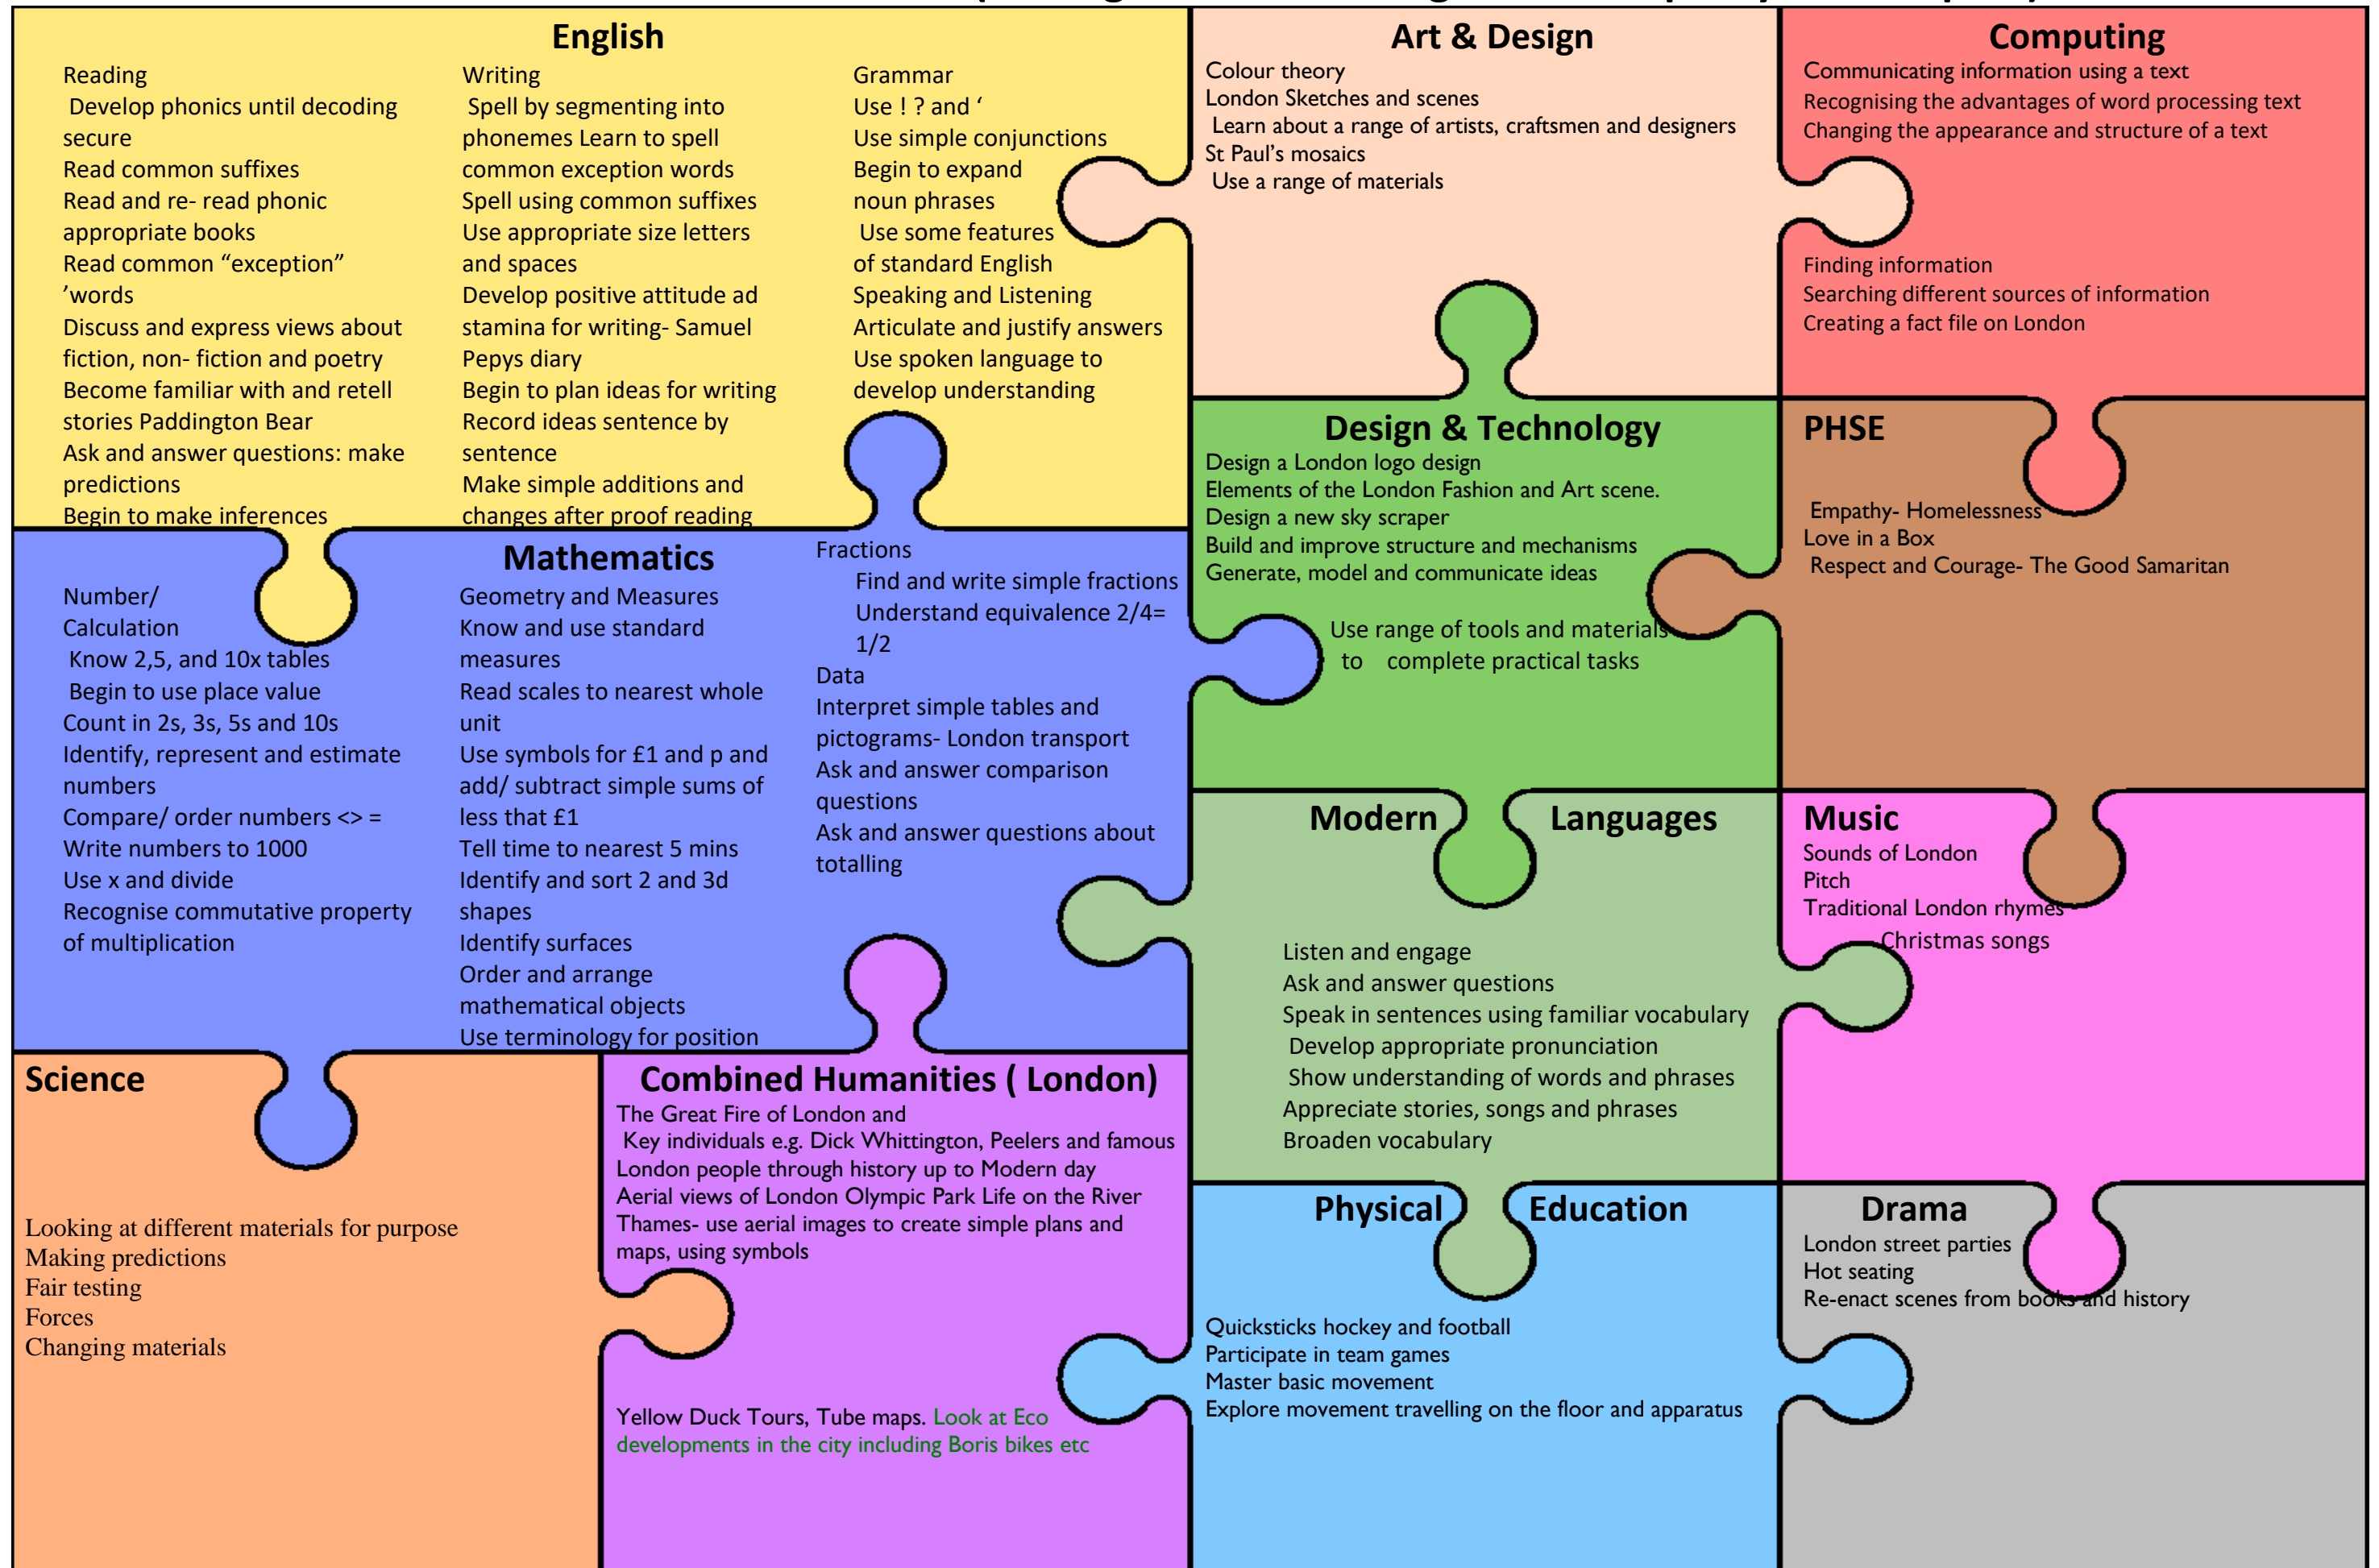 English
Reading
Develop phonics until decoding
secure
Read common suffixes
Read and re- read phonic
appropriate books
Read common “exception”
’words
Discuss and express views about
fiction, non- fiction and poetry
Become familiar with and retell
stories Paddington Bear
Ask and answer questions: make
predictions
Begin to make inferences
Writing
Spell by segmenting into
phonemes Learn to spell
common exception words
Spell using common suffixes
Use appropriate size letters
and spaces
Develop positive attitude ad
stamina for writing- Samuel
Pepys diary
Begin to plan ideas for writing
Record ideas sentence by
sentence
Make simple additions and
changes after proof reading
Grammar
Use ! ? and ‘
Use simple conjunctions
Begin to expand
noun phrases
Use some features
of standard English
Speaking and Listening
Articulate and justify answers
Use spoken language to
develop understanding
Art & Design
Colour theory
London Sketches and scenes
Learn about a range of artists, craftsmen and designers
St Paul’s mosaics
Use a range of materials
Computing
Communicating information using a text
Recognising the advantages of word processing text
Changing the appearance and structure of a text
Finding information
Searching different sources of information
Creating a fact file on London
Design & Technology
Design a London logo design
Elements of the London Fashion and Art scene.
Design a new sky scraper
Build and improve structure and mechanisms
Generate, model and communicate ideas
Use range of tools and materials
to complete practical tasks
PHSE
Empathy- Homelessness
Love in a Box
Respect and Courage- The Good Samaritan
Mathematics
Number/
Calculation
Know 2,5, and 10x tables
Begin to use place value
Count in 2s, 3s, 5s and 10s
Identify, represent and estimate
numbers
Compare/ order numbers <> =
Write numbers to 1000
Use x and divide
Recognise commutative property
of multiplication
Geometry and Measures
Know and use standard
measures
Read scales to nearest whole
unit
Use symbols for £1 and p and
add/ subtract simple sums of
less that £1
Tell time to nearest 5 mins
Identify and sort 2 and 3d
shapes
Identify surfaces
Order and arrange
mathematical objects
Use terminology for position
Fractions
Find and write simple fractions
Understand equivalence 2/4=
1/2
Data
Interpret simple tables and
pictograms- London transport
Ask and answer comparison
questions
Ask and answer questions about
totalling
Modern Languages
Listen and engage
Ask and answer questions
Speak in sentences using familiar vocabulary
Develop appropriate pronunciation
Show understanding of words and phrases
Appreciate stories, songs and phrases
Broaden vocabulary
Music
Sounds of London
Pitch
Traditional London rhymes
Christmas songs
Science
Looking at different materials for purpose
Making predictions
Fair testing
Forces
Changing materials
Combined Humanities ( London)
The Great Fire of London and
Key individuals e.g. Dick Whittington, Peelers and famous
London people through history up to Modern day
Aerial views of London Olympic Park Life on the River
Thames- use aerial images to create simple plans and
maps, using symbols
Yellow Duck Tours, Tube maps. Look at Eco
developments in the city including Boris bikes etc
Physical Education
Quicksticks hockey and football
Participate in team games
Master basic movement
Explore movement travelling on the floor and apparatus
Drama
London street parties
Hot seating
Re-enact scenes from books and history